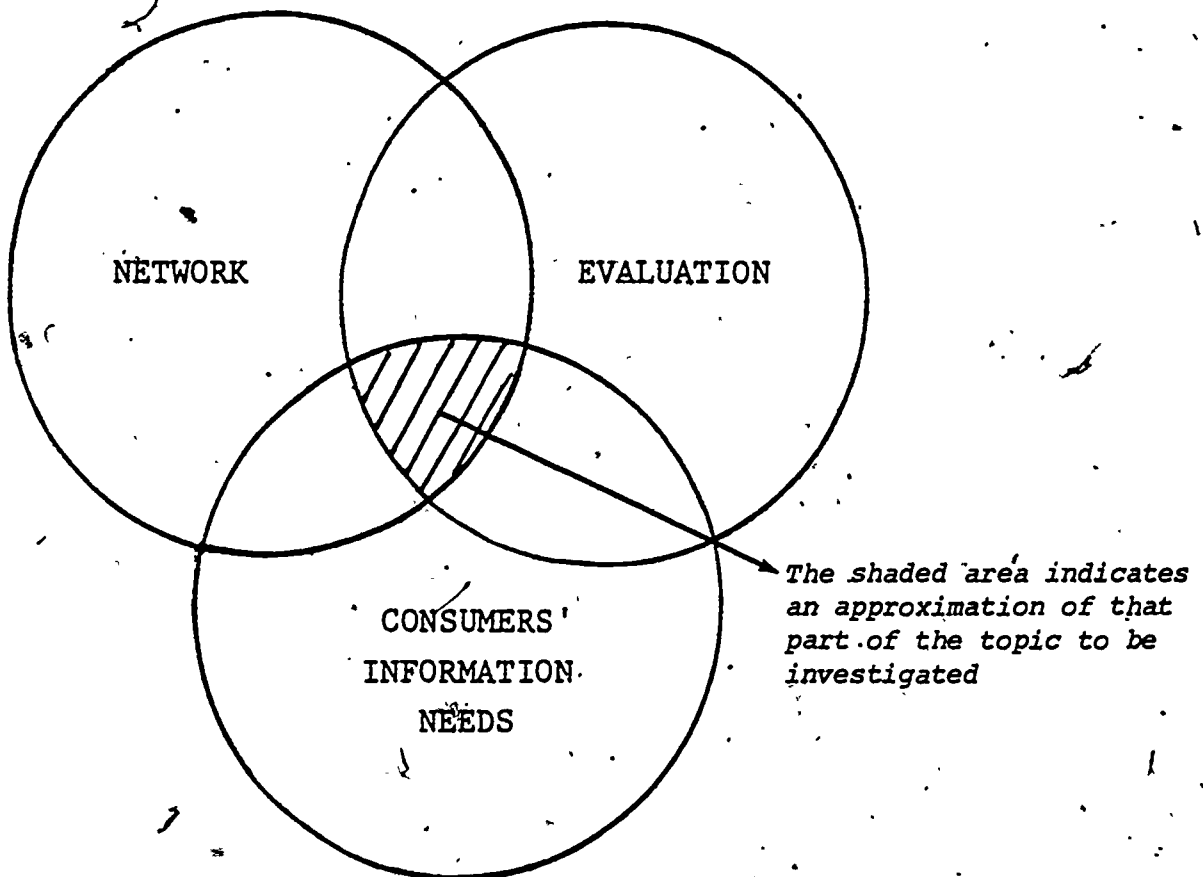 NETWORK
EVALUATION
CONSUMERS'
INFORMATION
NEEDS
The shaded area indicates
an approximation of that
part of the topic to be
investigated